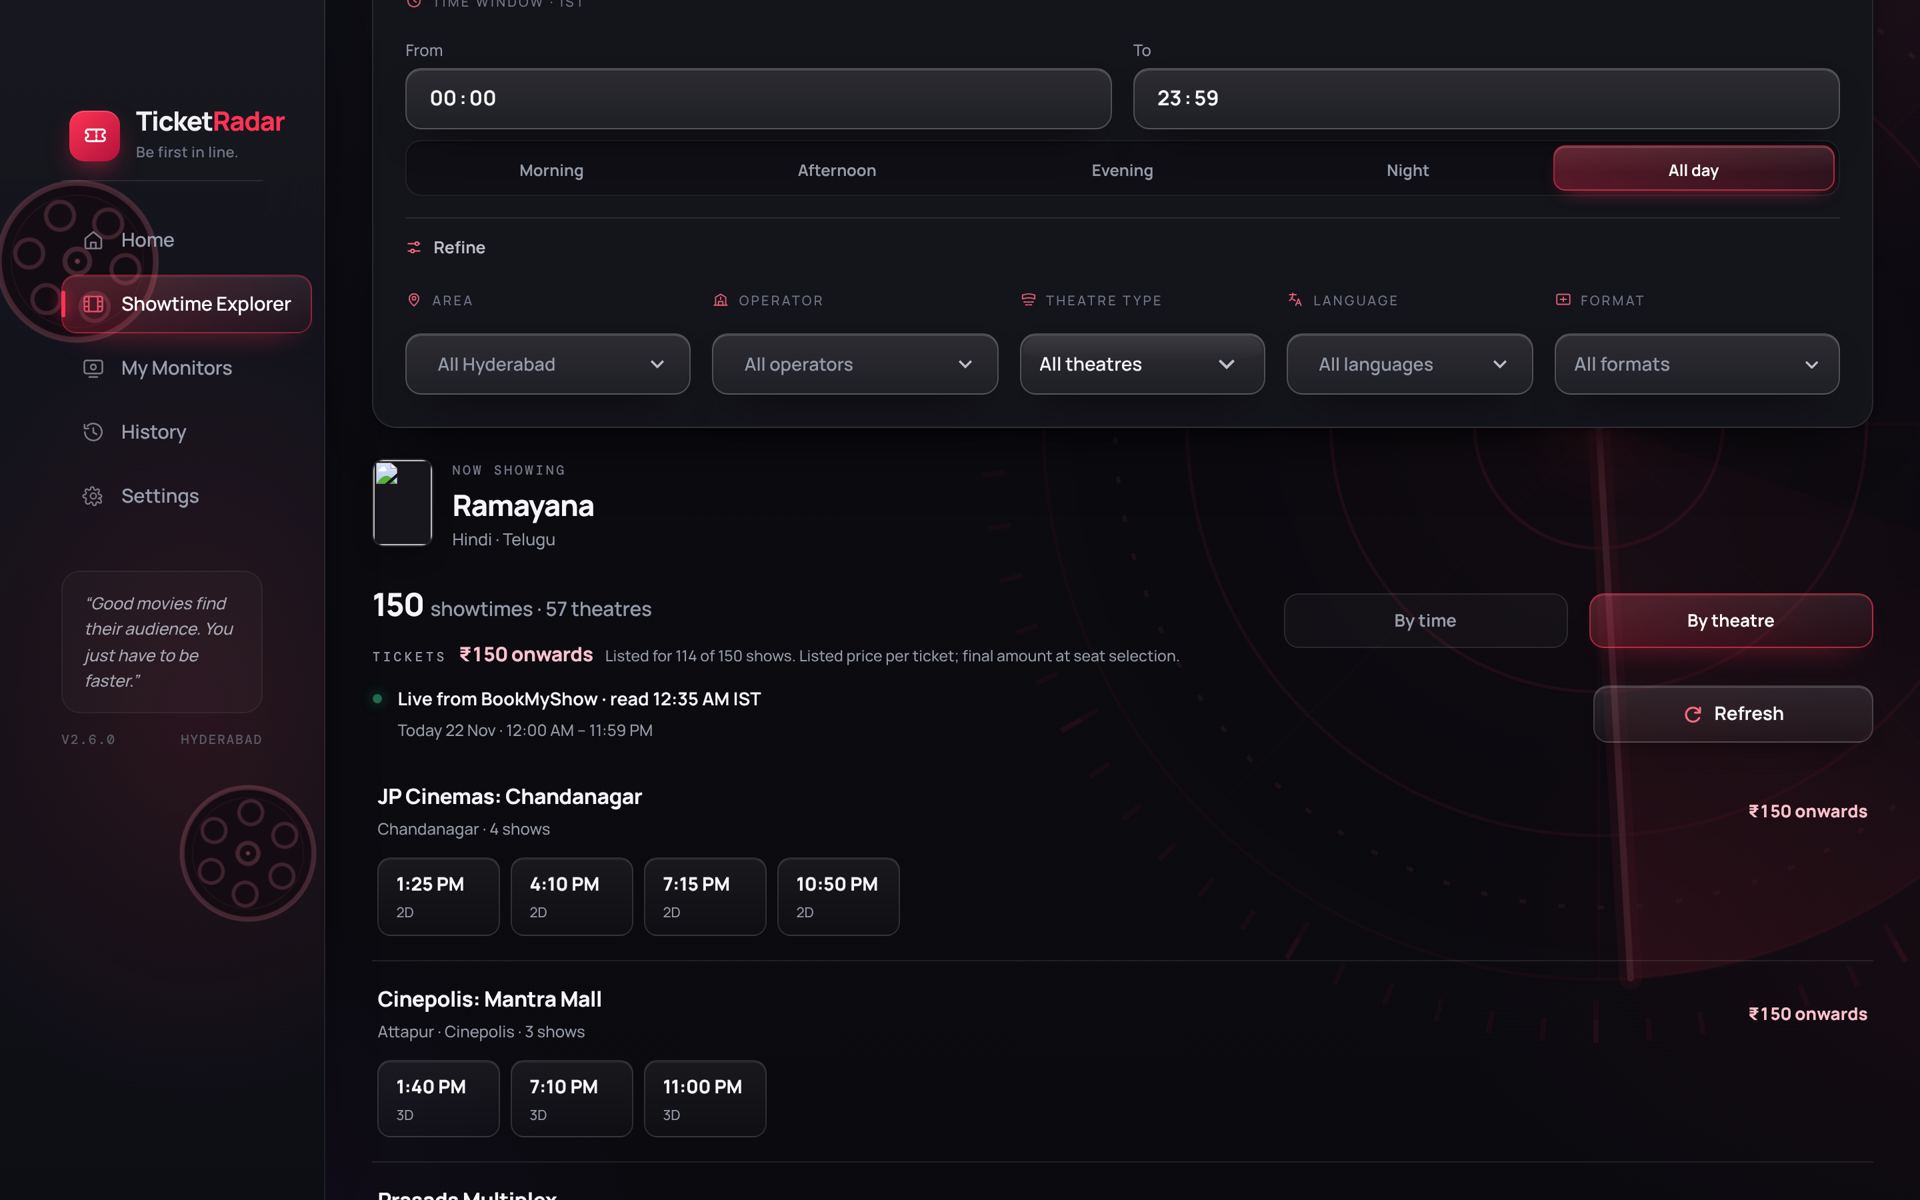 TIME WINDOW · IST
From
To
00:00
23:59
TicketRadar
Be first in line.
Morning
Afternoon
Evening
Night
All day
Home
Showtime Explorer
My Monitors
History
Settings
Refine
AREA
OPERATOR
THEATRE TYPE
LANGUAGE
FORMAT
All Hyderabad
All operators
All theatres
All languages
All formats
NOW SHOWING
Ramayana
Hindi · Telugu
“Good movies find
their audience. You
just have to be
faster.”
V2.6.0
HYDERABAD
150 showtimes · 57 theatres
By time
By theatre
TICKETS ₹150 onwards Listed for 114 of 150 shows. Listed price per ticket; final amount at seat selection.
Live from BookMyShow · read 12:35 AM IST
Today 22 Nov · 12:00 AM – 11:59 PM
Refresh
JP Cinemas: Chandanagar
₹150 onwards
Chandanagar · 4 shows
1:25 PM
2D
4:10 PM
2D
7:15 PM
2D
10:50 PM
2D
Cinepolis: Mantra Mall
₹150 onwards
Attapur · Cinepolis · 3 shows
1:40 PM
3D
7:10 PM
3D
11:00 PM
3D
Prasads Multiplex